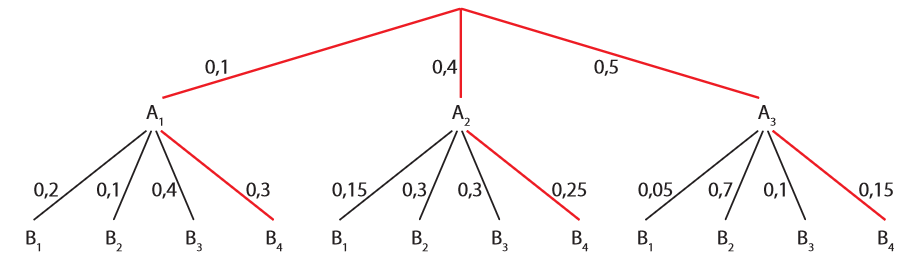 0,1 0,4 0,5
A₁ A₂ A₃
0,2 0,1 0,4 0,3 0,15 0,3 0,3 0,25 0,05 0,7 0,1 0,15
B₁ B₂ B₃ B₄ B₁ B₂ B₃ B₄ B₁ B₂ B₃ B₄